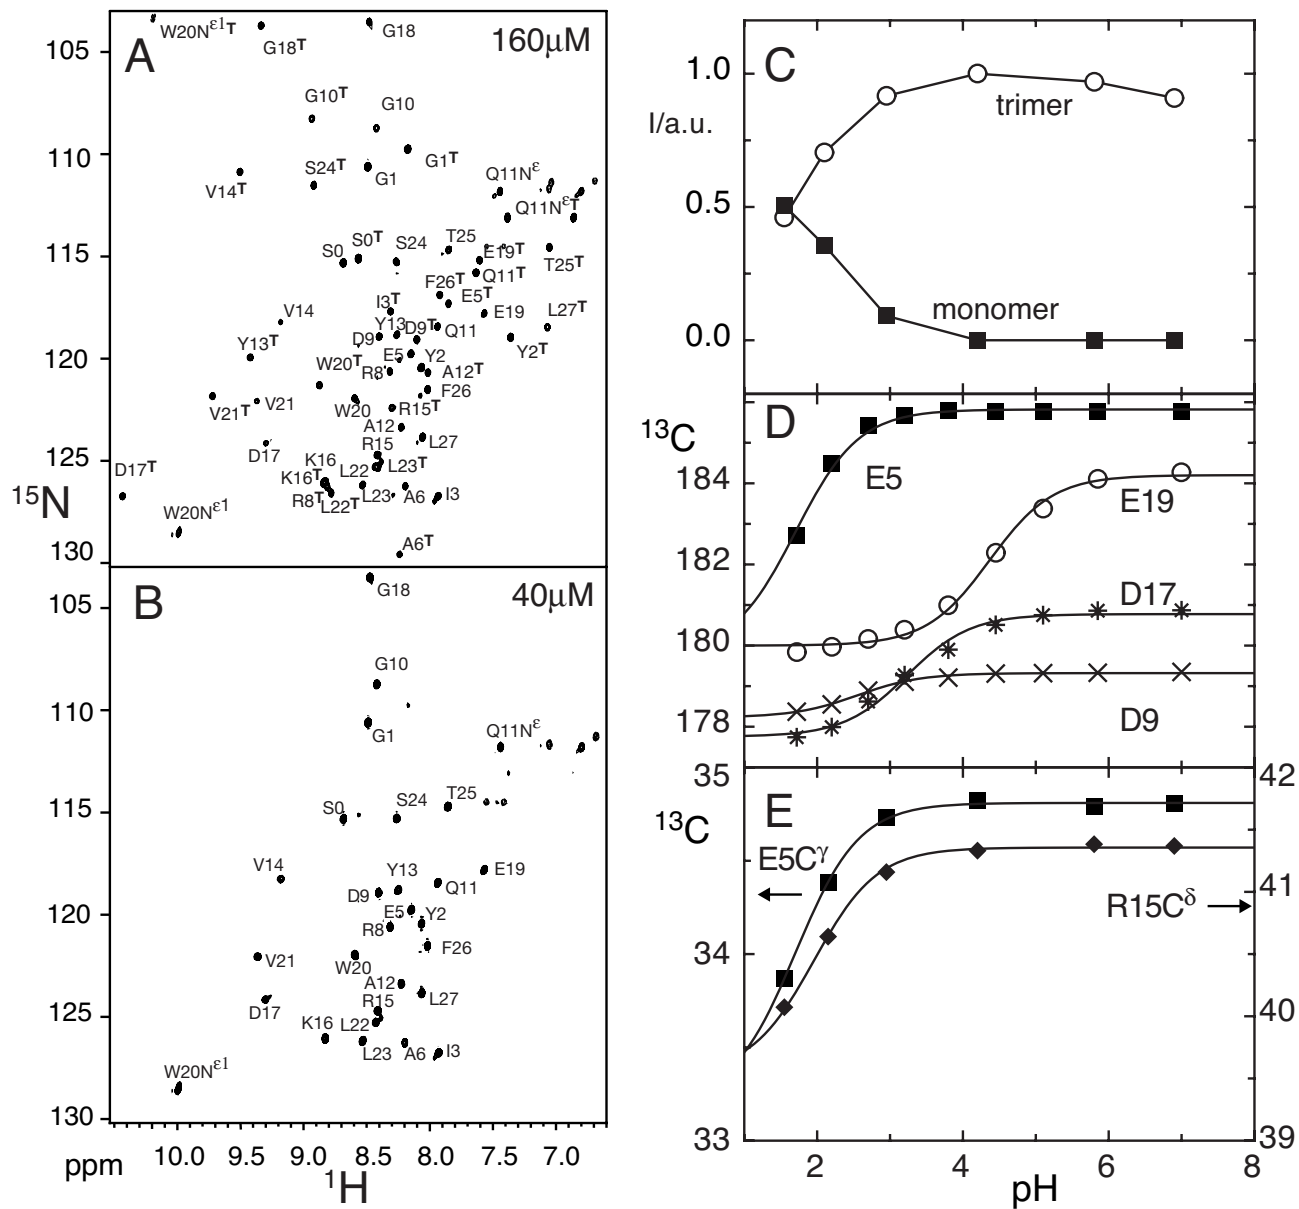 A
160µM
105
110
115
120
125
130
15N
W20Nε1T
G18T
G18
G10T
G10
G1T
G1
S24T
V14T
Q11Nε
Q11NεT
S0
S0T
S24
T25
E19T
T25T
Q11T
F26T
E5T
I3T
E19
L27T
V14
Y13
D9T
D9
Q11
Y13T
Y2T
W20T
E5
Y2
R8
A12T
F26
V21T
V21
W20
R15T
A12
D17
R15
L27
D17T
K16
K16T
L22
L23T
R8T
L22T
L23
A6
I3
W20Nε1
A6T
B
40µM
105
110
115
120
125
130
G18
G10
G1
Q11Nε
S0
S24
T25
V14
Y13
E19
D9
Q11
E5
Y2
R8
F26
V21
W20
A12
D17
R15
L27
K16
L22
L23
A6
I3
W20Nε1
ppm
10.0 9.5 9.0 8.5 8.0 7.5 7.0
1H
C
1.0
I/a.u.
0.5
0.0
trimer
monomer
D
13C
184
182
180
178
E5
E19
D17
D9
E
35
13C
34
33
42
41
40
39
E5Cγ
R15Cδ
2 4 6 8
pH